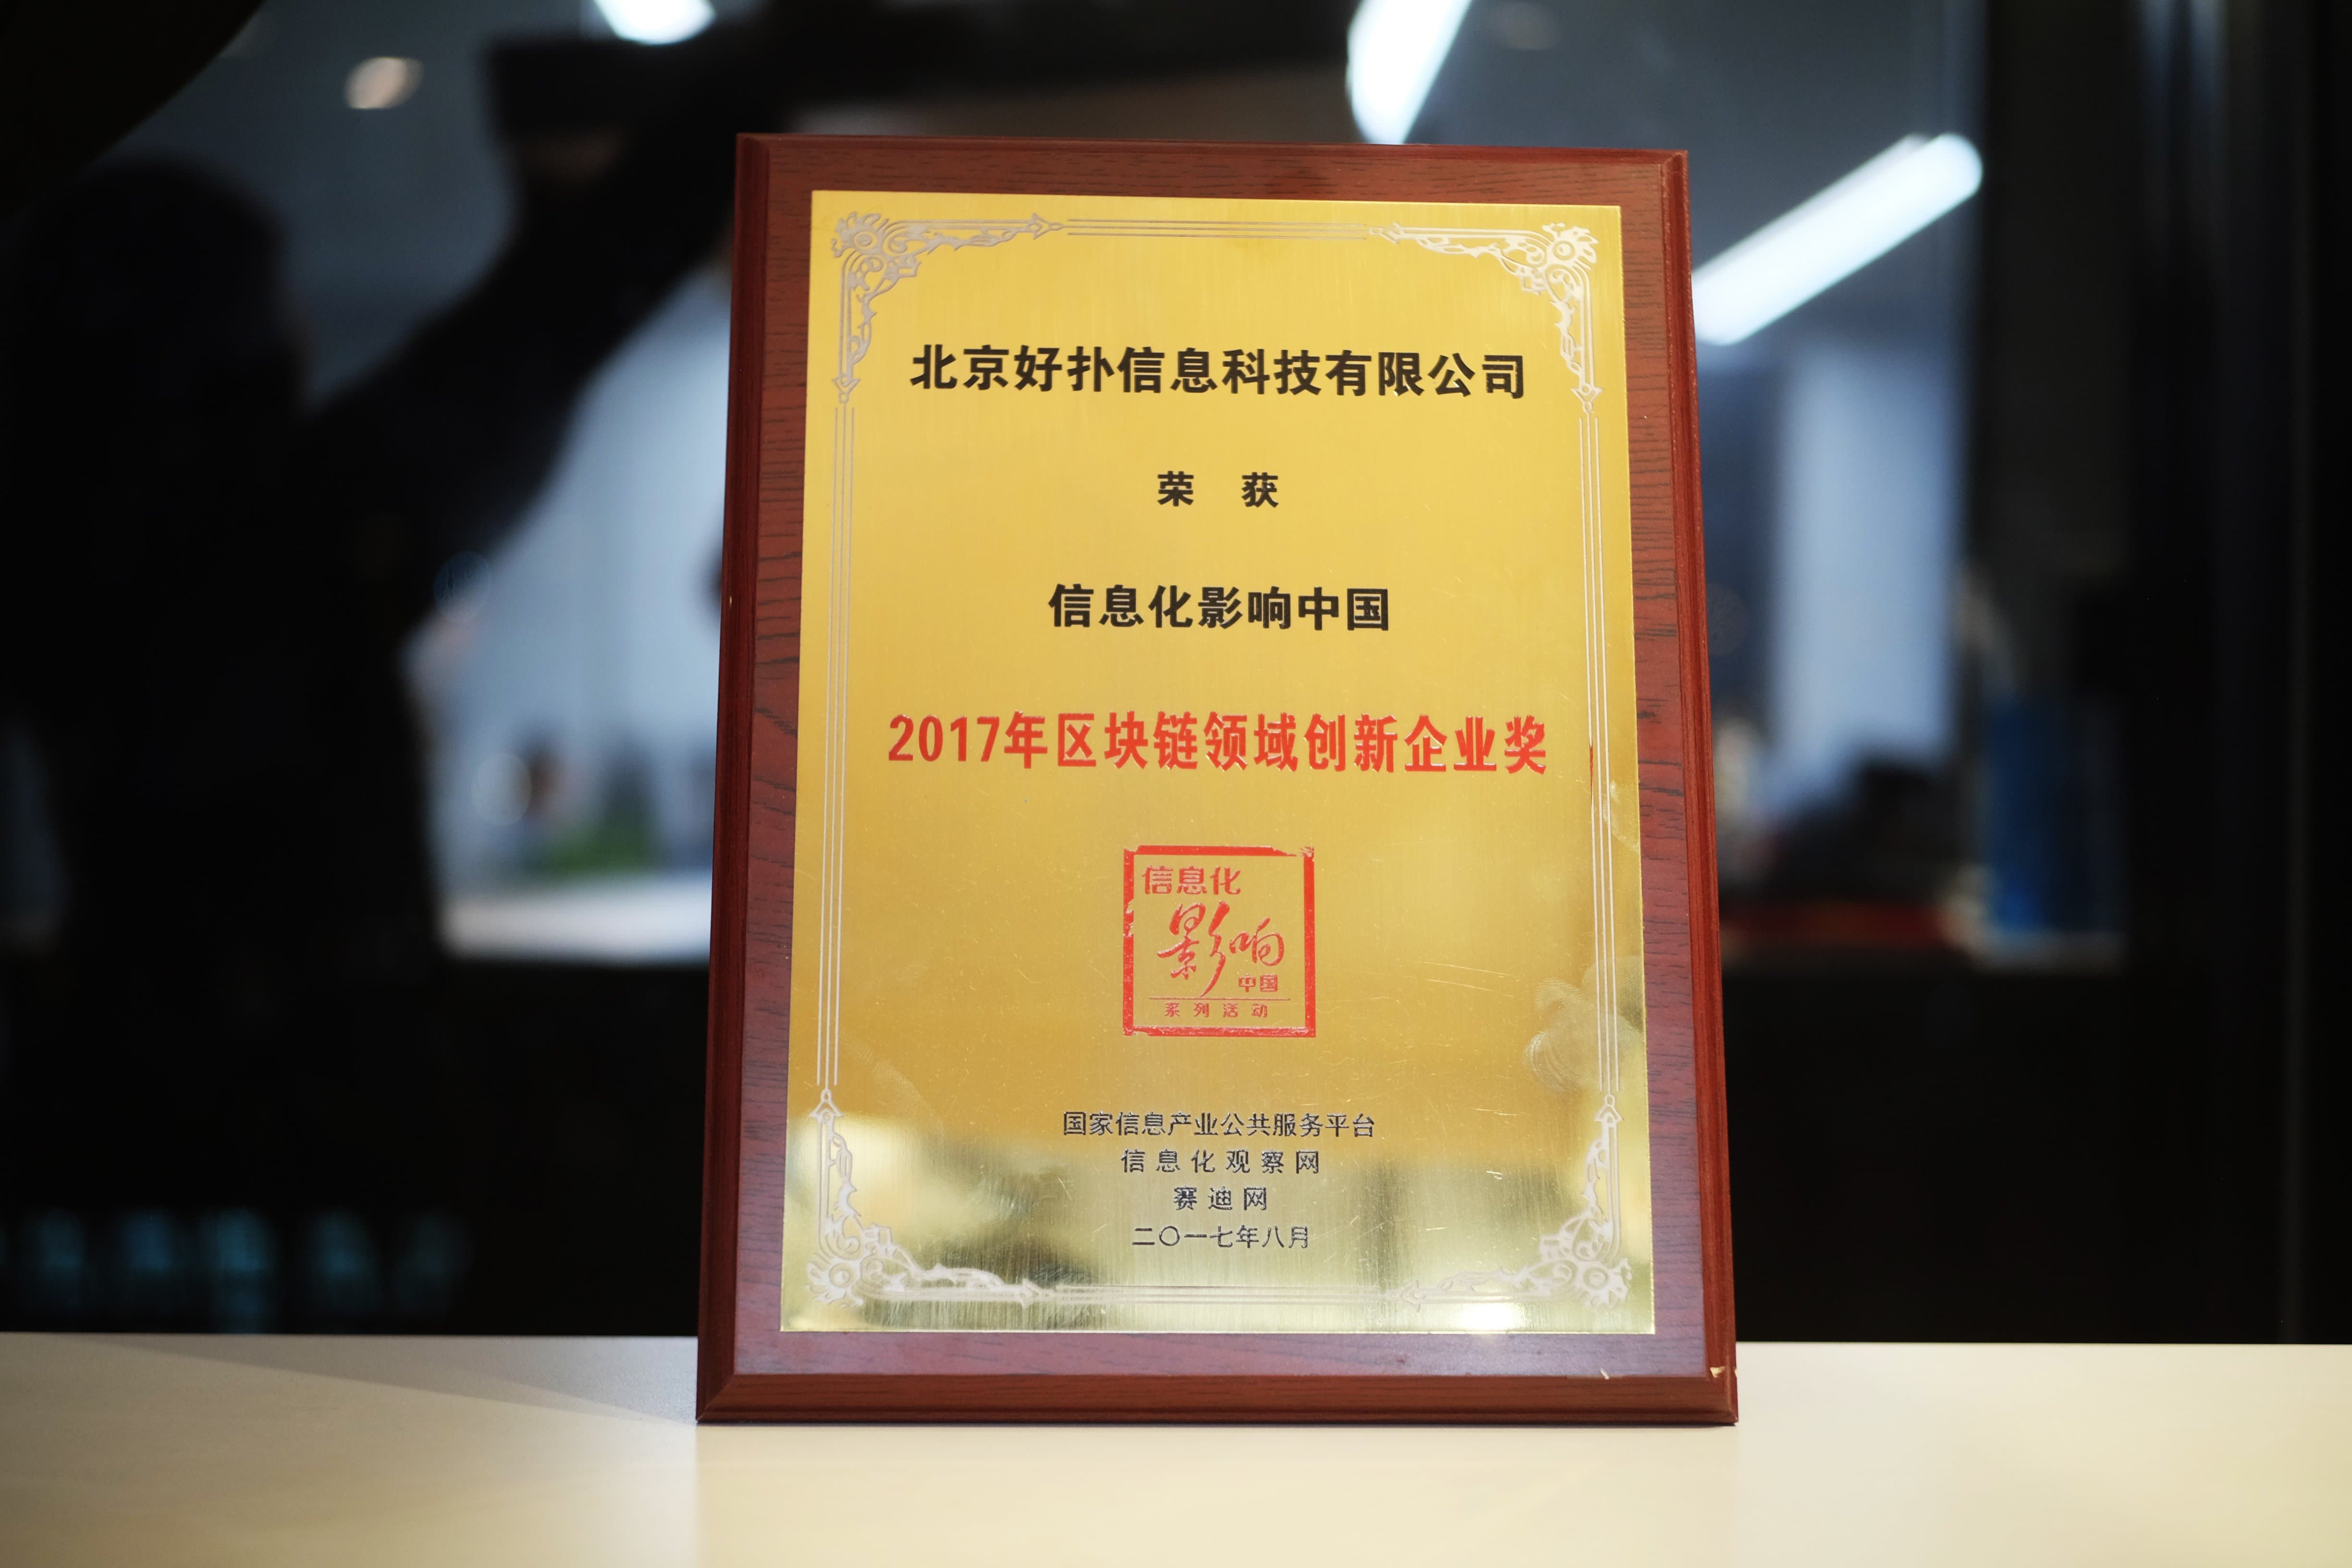 北京好扑信息科技有限公司
荣 获
信息化影响中国
2017年区块链领域创新企业奖
信息化
影响
中国
系列活动
国家信息产业公共服务平台
信息化观察网
赛迪网
二〇一七年八月